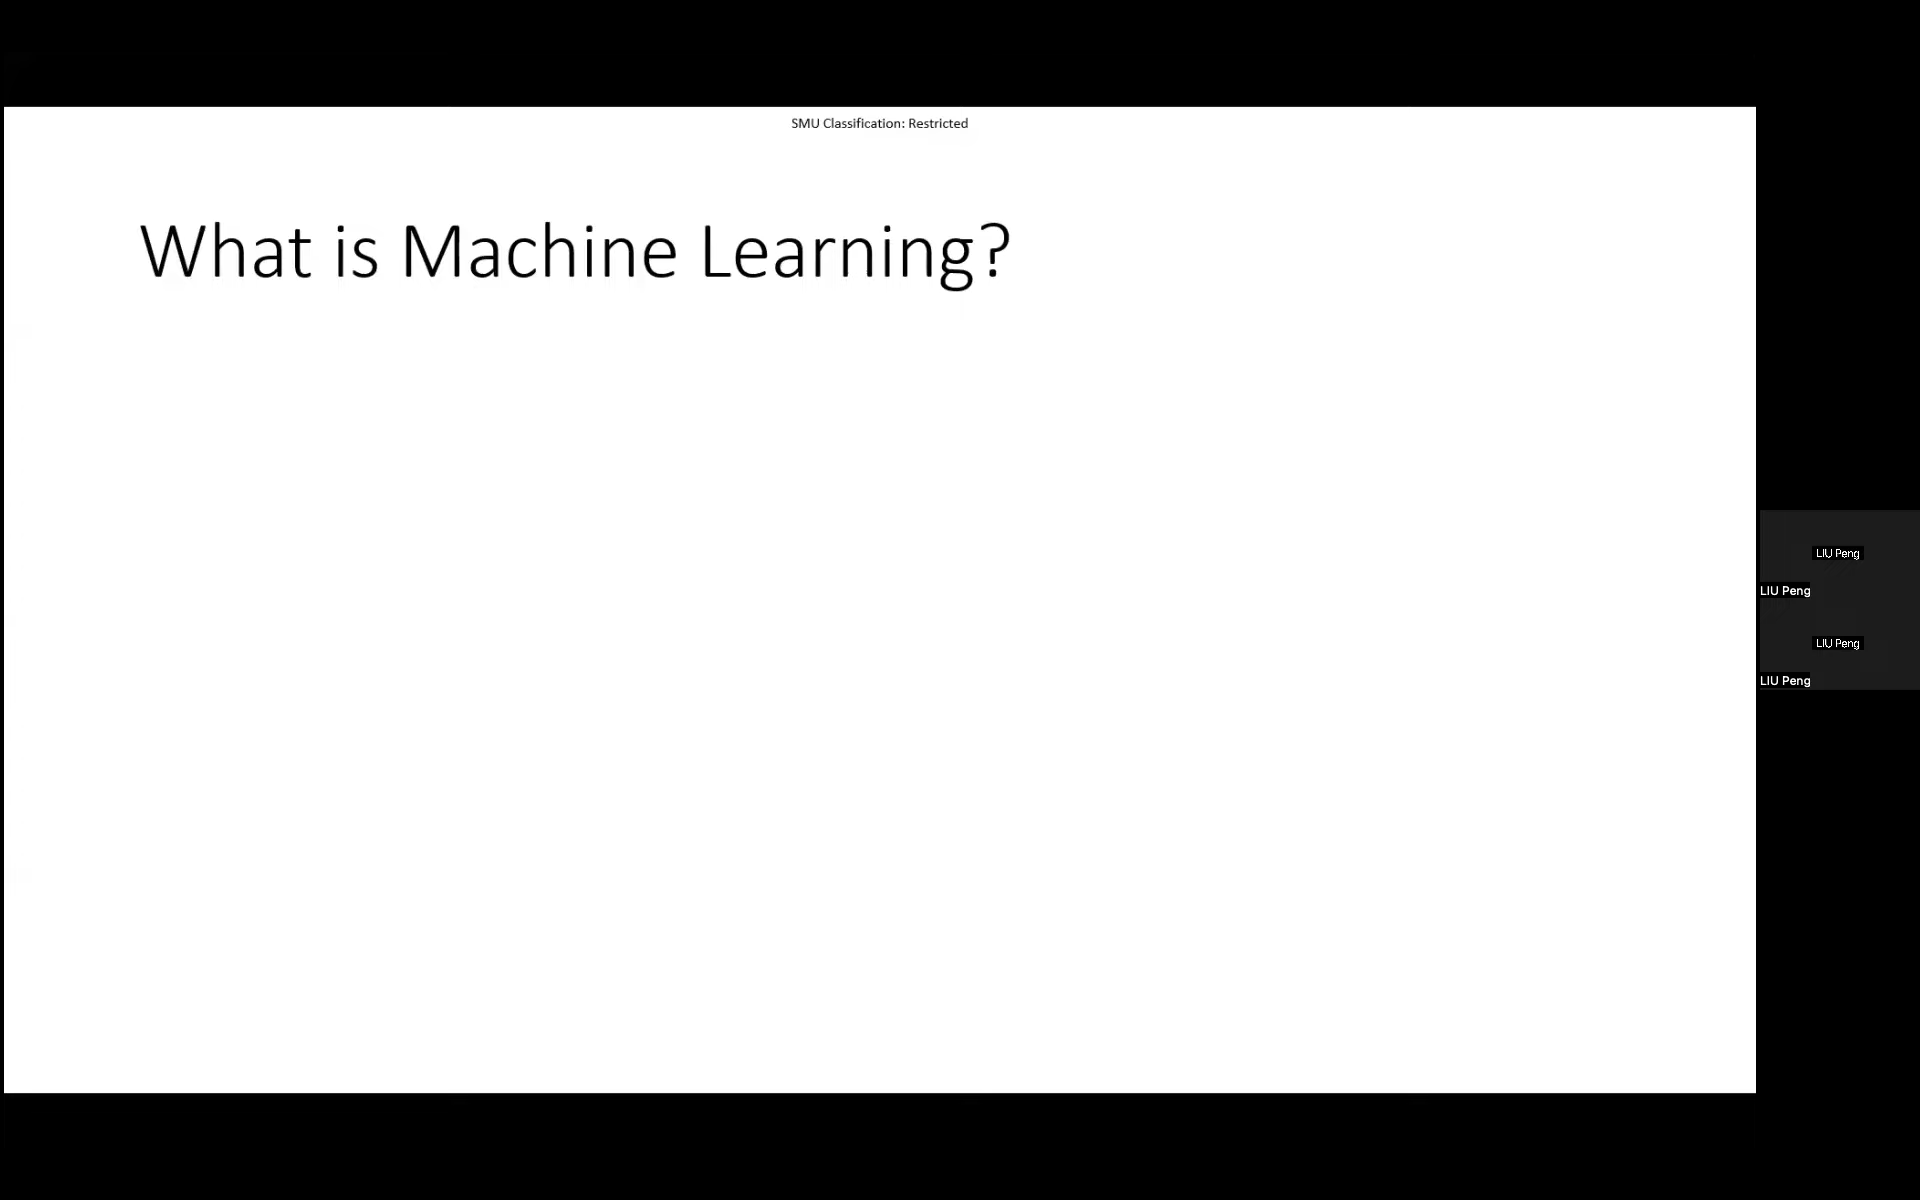 SMU Classification: Restricted
What is Machine Learning?
LIU Peng
LIU Peng
LIU Peng
LIU Peng